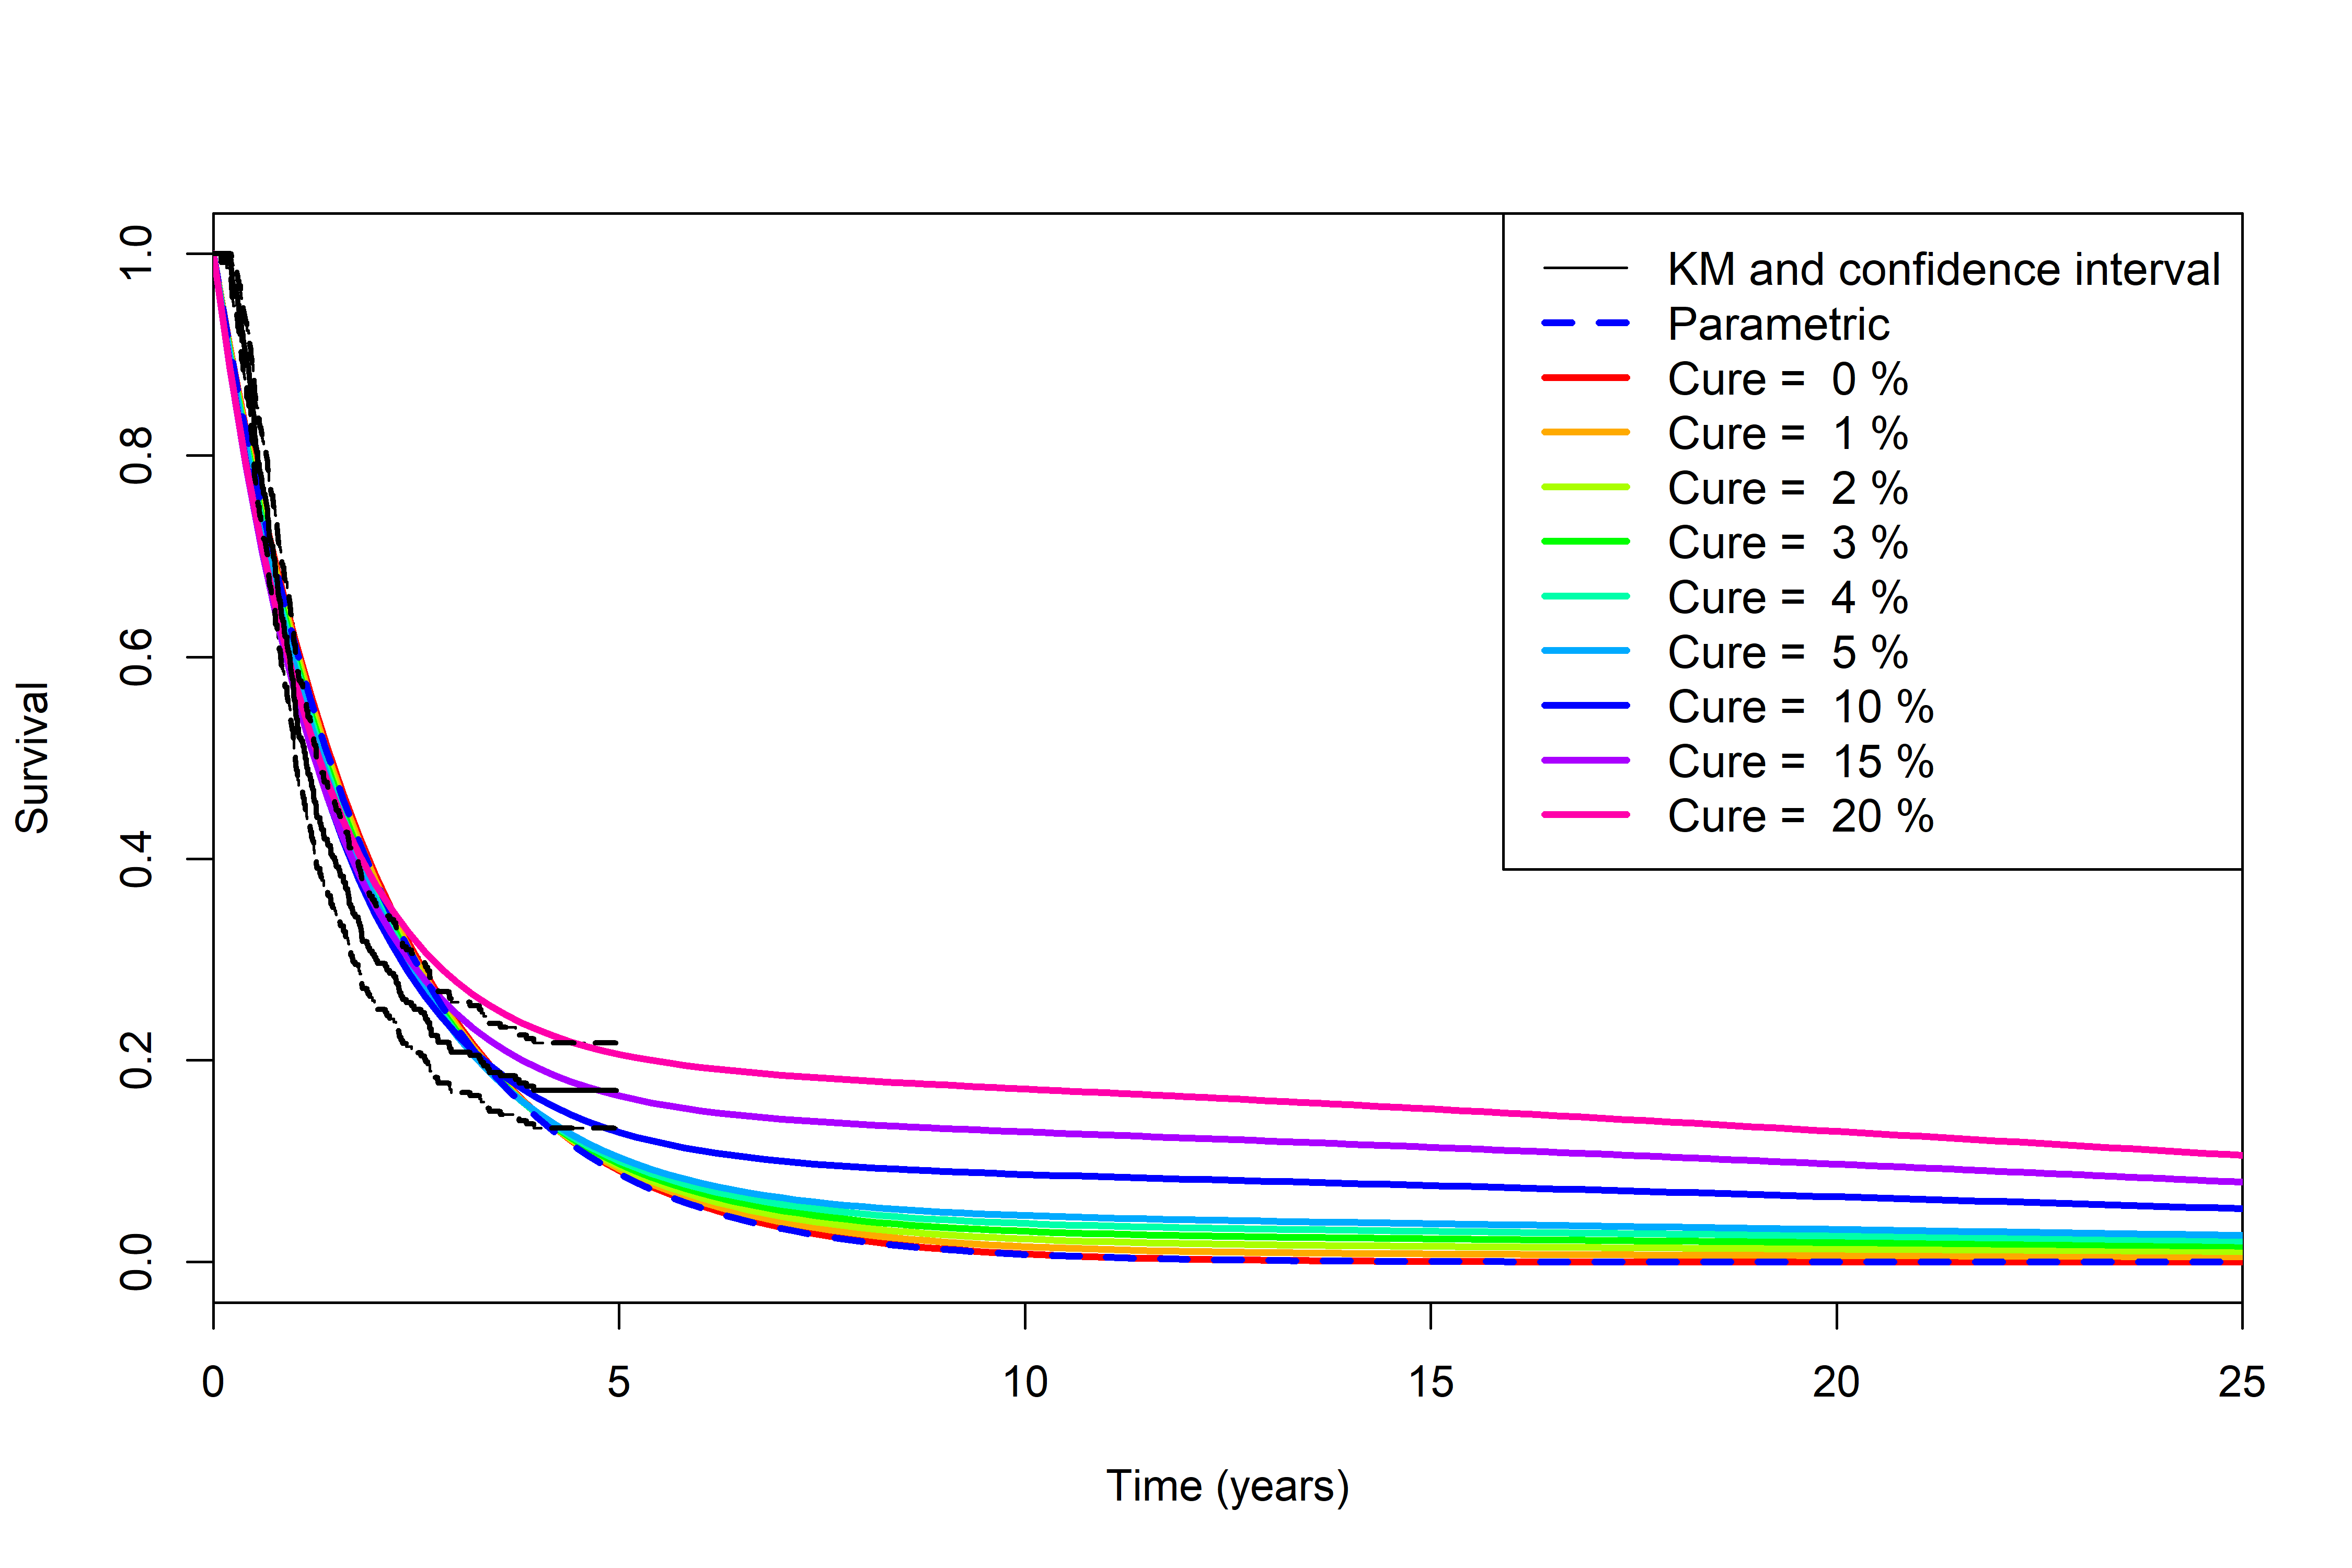 KM and confidence interval
Parametric
Cure = 0 %
Cure = 1 %
Cure = 2 %
Cure = 3 %
Cure = 4 %
Cure = 5 %
Cure = 10 %
Cure = 15 %
Cure = 20 %
Survival
1.0
0.8
0.6
0.4
0.2
0.0
0 5 10 15 20 25
Time (years)